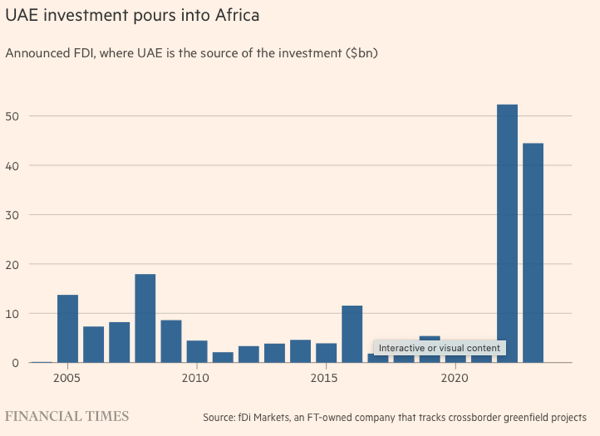 UAE investment pours into Africa
Announced FDI, where UAE is the source of the investment ($bn)
50
40
30
20
10
0
Interactive or visual content
2005
2010
2015
2020
FINANCIAL TIMES
Source: fDi Markets, an FT-owned company that tracks crossborder greenfield projects